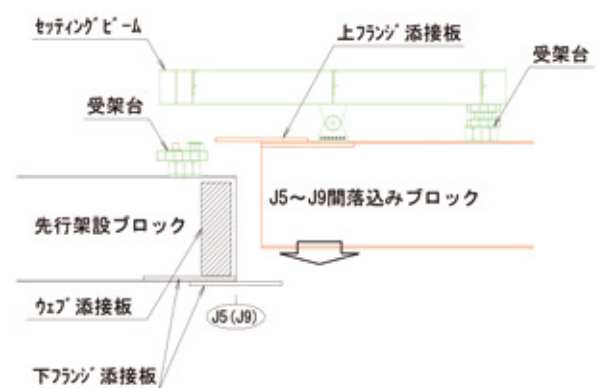 セッティングビーム
上フランジ添接板
受架台
受架台
J5～J9間落込みブロック
先行架設ブロック
ウェブ添接板
J5(J9)
下フランジ添接板